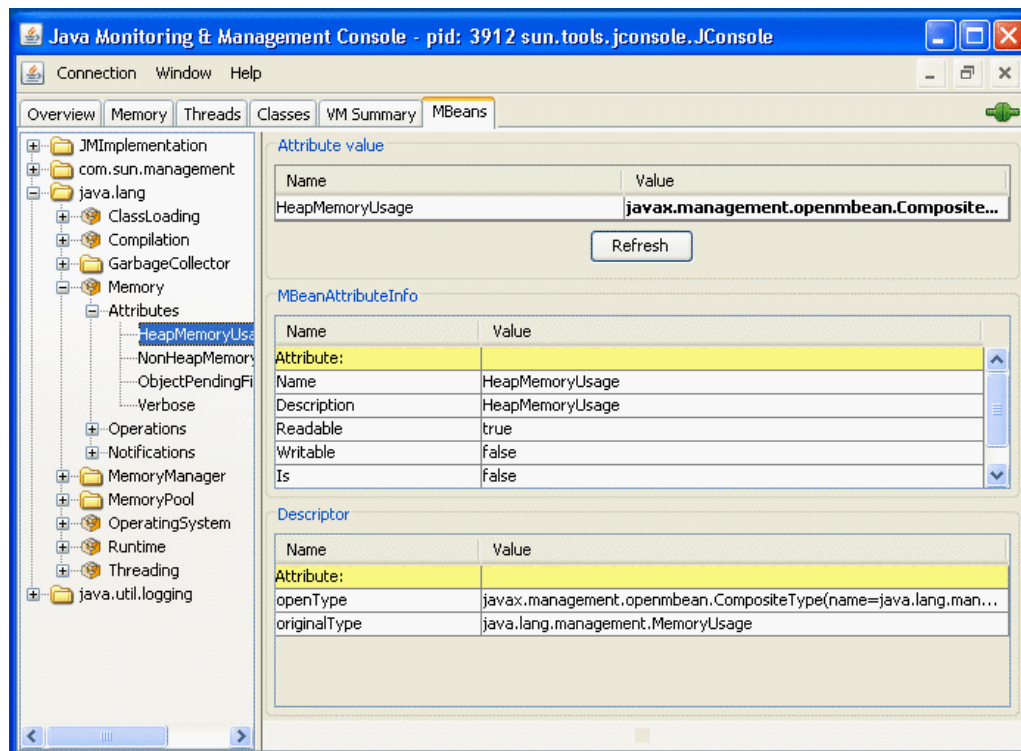 Java Monitoring & Management Console - pid: 3912 sun.tools.jconsole.JConsole
Connection Window Help
Overview Memory Threads Classes VM Summary MBeans
JMImplementation
com.sun.management
java.lang
ClassLoading
Compilation
GarbageCollector
Memory
Attributes
HeapMemoryUsa
NonHeapMemory
ObjectPendingFi
Verbose
Operations
Notifications
MemoryManager
MemoryPool
OperatingSystem
Runtime
Threading
java.util.logging
Attribute value
Name Value
HeapMemoryUsage javax.management.openmbean.Composite...
Refresh
MBeanAttributeInfo
Name Value
Attribute:
Name HeapMemoryUsage
Description HeapMemoryUsage
Readable true
Writable false
Is false
Descriptor
Name Value
Attribute:
openType javax.management.openmbean.CompositeType(name=java.lang.man...
originalType java.lang.management.MemoryUsage